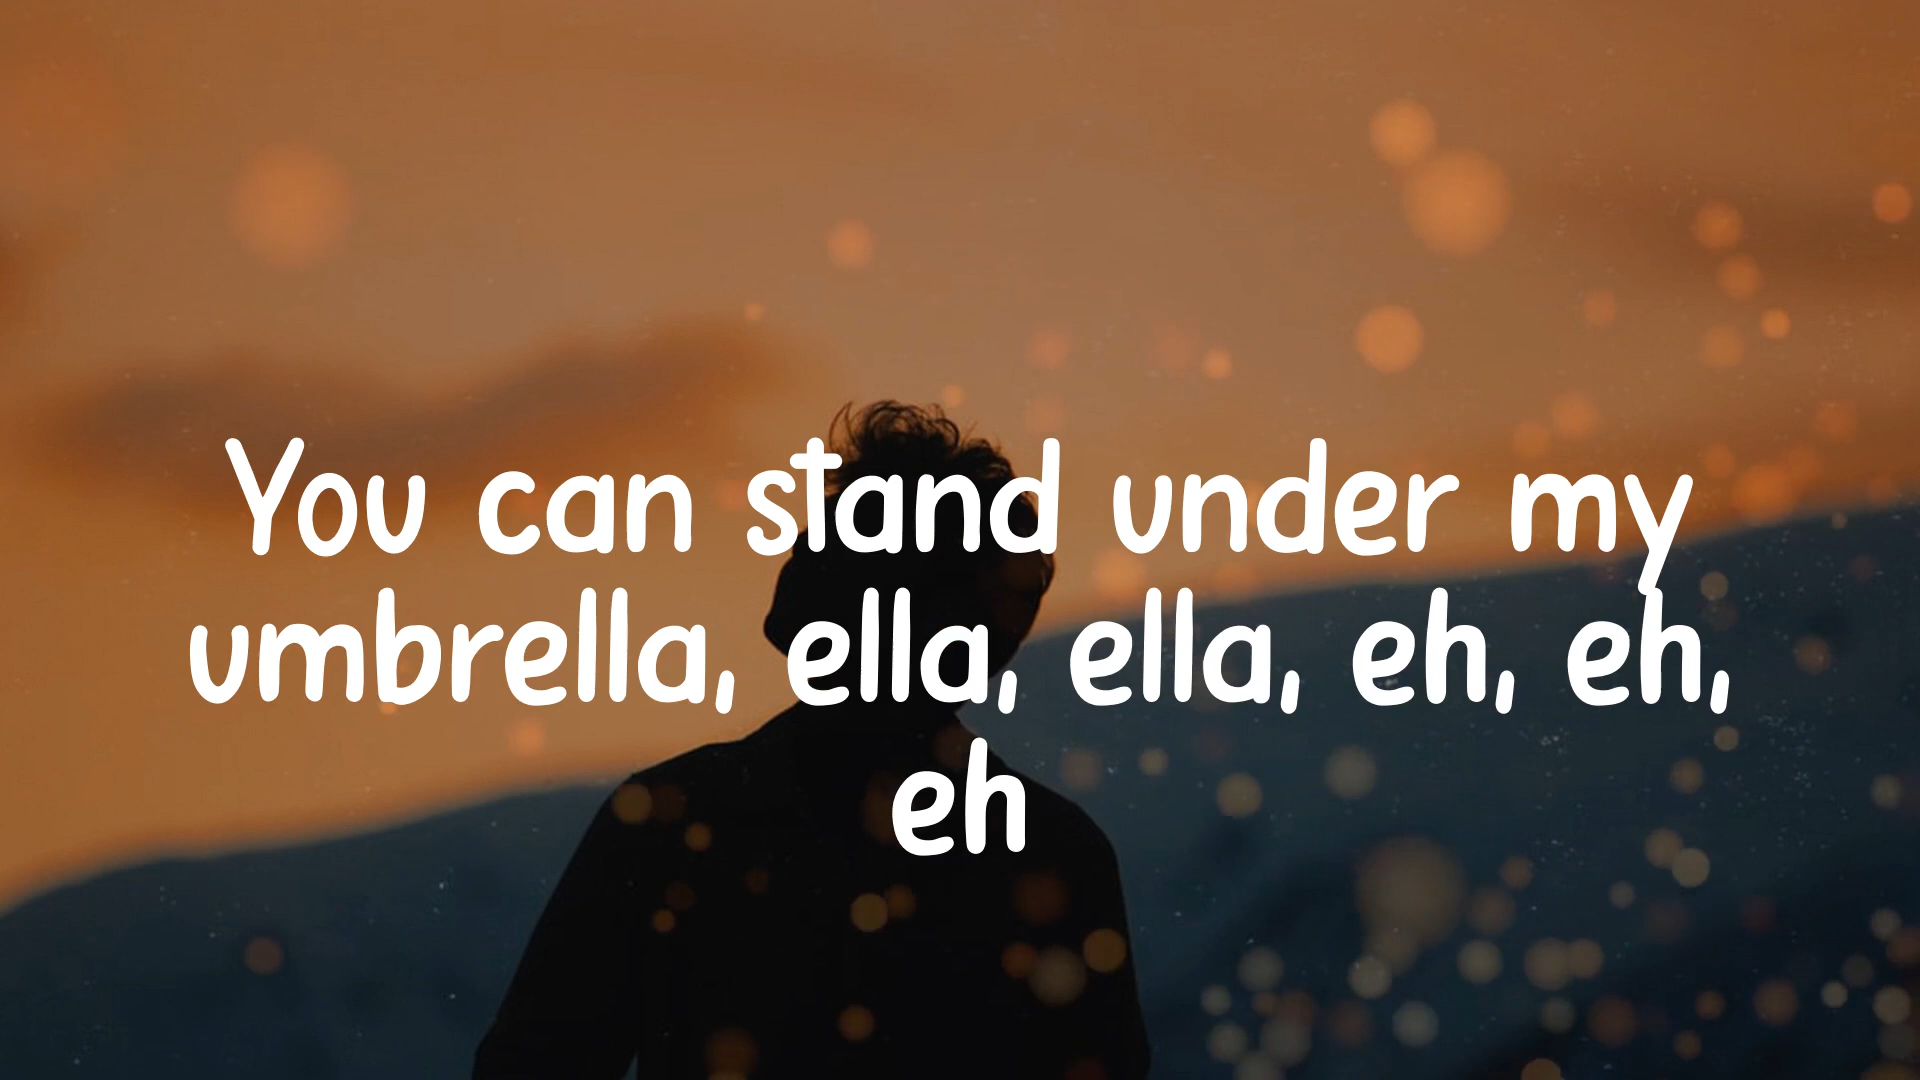 You can stand under my
umbrella, ella, ella, eh, eh,
eh